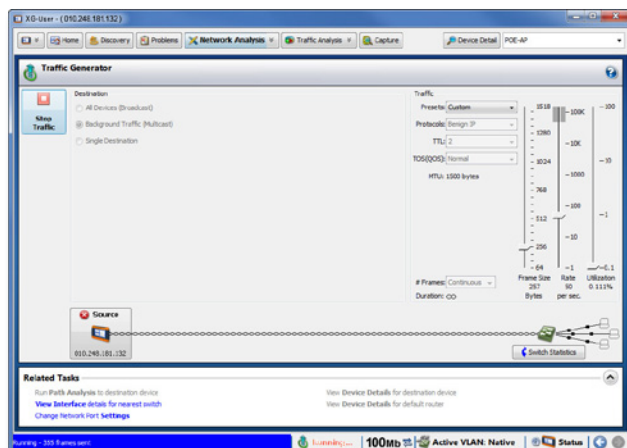 XG-User - ( 010.248.181.132 )
Home Discovery Problems Network Analysis Traffic Analysis Capture Device Detail POE-AP
Traffic Generator
Stop Traffic
Destination
All Devices (Broadcast)
Background Traffic (Multicast)
Single Destination
Traffic
Presets: Custom
Protocols: Benign IP
TTL: 2
TOS(QOS): Normal
MTU: 1500 bytes
# Frames: Continuous
Duration: ∞
1518
1280
1024
768
512
256
64
Frame Size
287
Bytes
100K
10K
1000
100
10
1
Rate
50
per sec.
100
10
1
0.1
Utilization
0.111%
Source
010.248.181.132
Switch Statistics
Related Tasks
Run Path Analysis to destination device
View Interface details for nearest switch
Change Network Port Settings
View Device Details for destination device
View Device Details for default router
Running - 355 frames sent
Running... 100Mb Active VLAN: Native Status